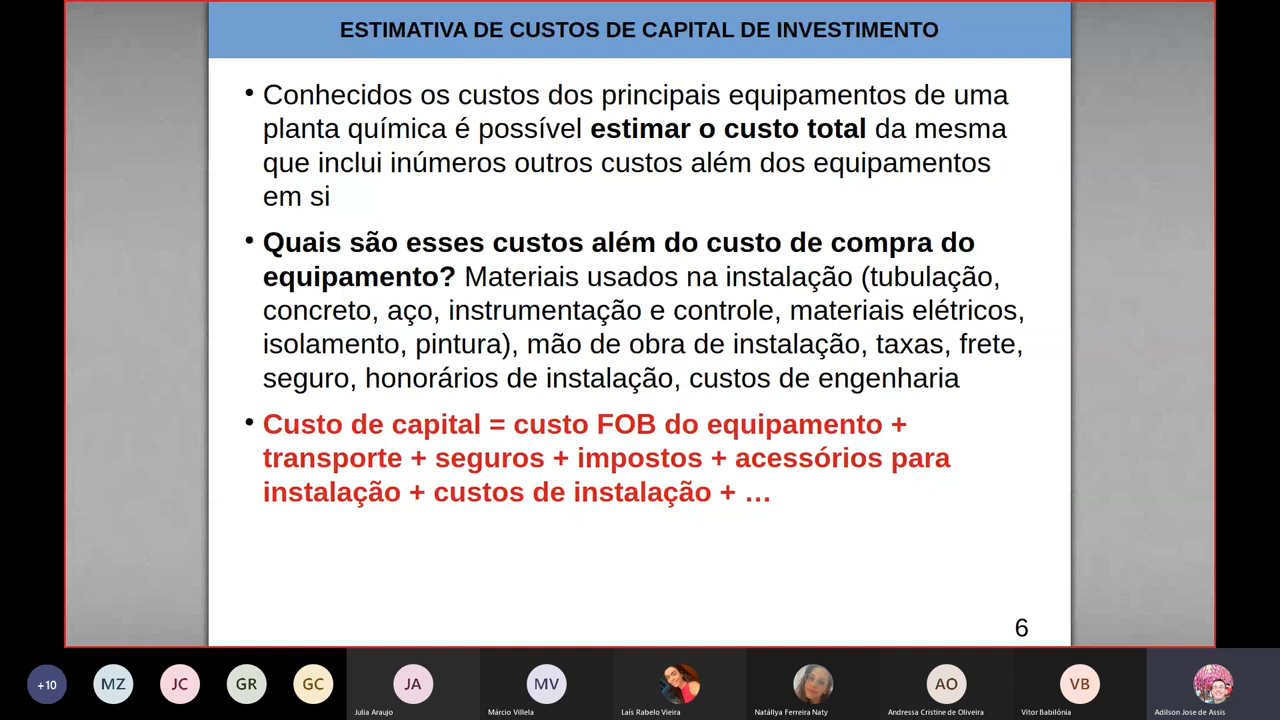 ESTIMATIVA DE CUSTOS DE CAPITAL DE INVESTIMENTO
• Conhecidos os custos dos principais equipamentos de uma
planta química é possível estimar o custo total da mesma
que inclui inúmeros outros custos além dos equipamentos
em si
• Quais são esses custos além do custo de compra do
equipamento? Materiais usados na instalação (tubulação,
concreto, aço, instrumentação e controle, materiais elétricos,
isolamento, pintura), mão de obra de instalação, taxas, frete,
seguro, honorários de instalação, custos de engenharia
• Custo de capital = custo FOB do equipamento +
transporte + seguros + impostos + acessórios para
instalação + custos de instalação + …
6
+10 MZ JC GR GC JA MV AO VB
Julia Araujo Márcio Villela Laís Rabelo Vieira Natállya Ferreira Naty Andressa Cristine de Oliveira Vitor Babilônia Adilson Jose de Assis